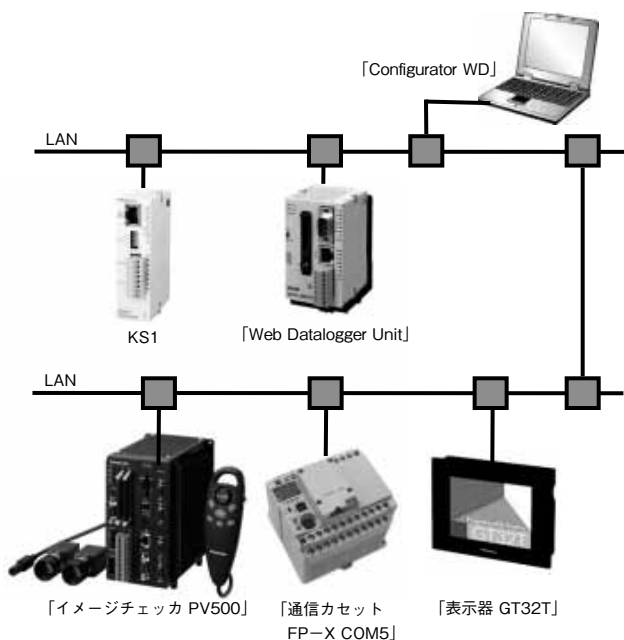 「Configurator WD」
LAN
KS1
「Web Datalogger Unit」
LAN
「イメージチェッカ PV500」
「通信カセット
FP−X COM5」
「表示器 GT32T」